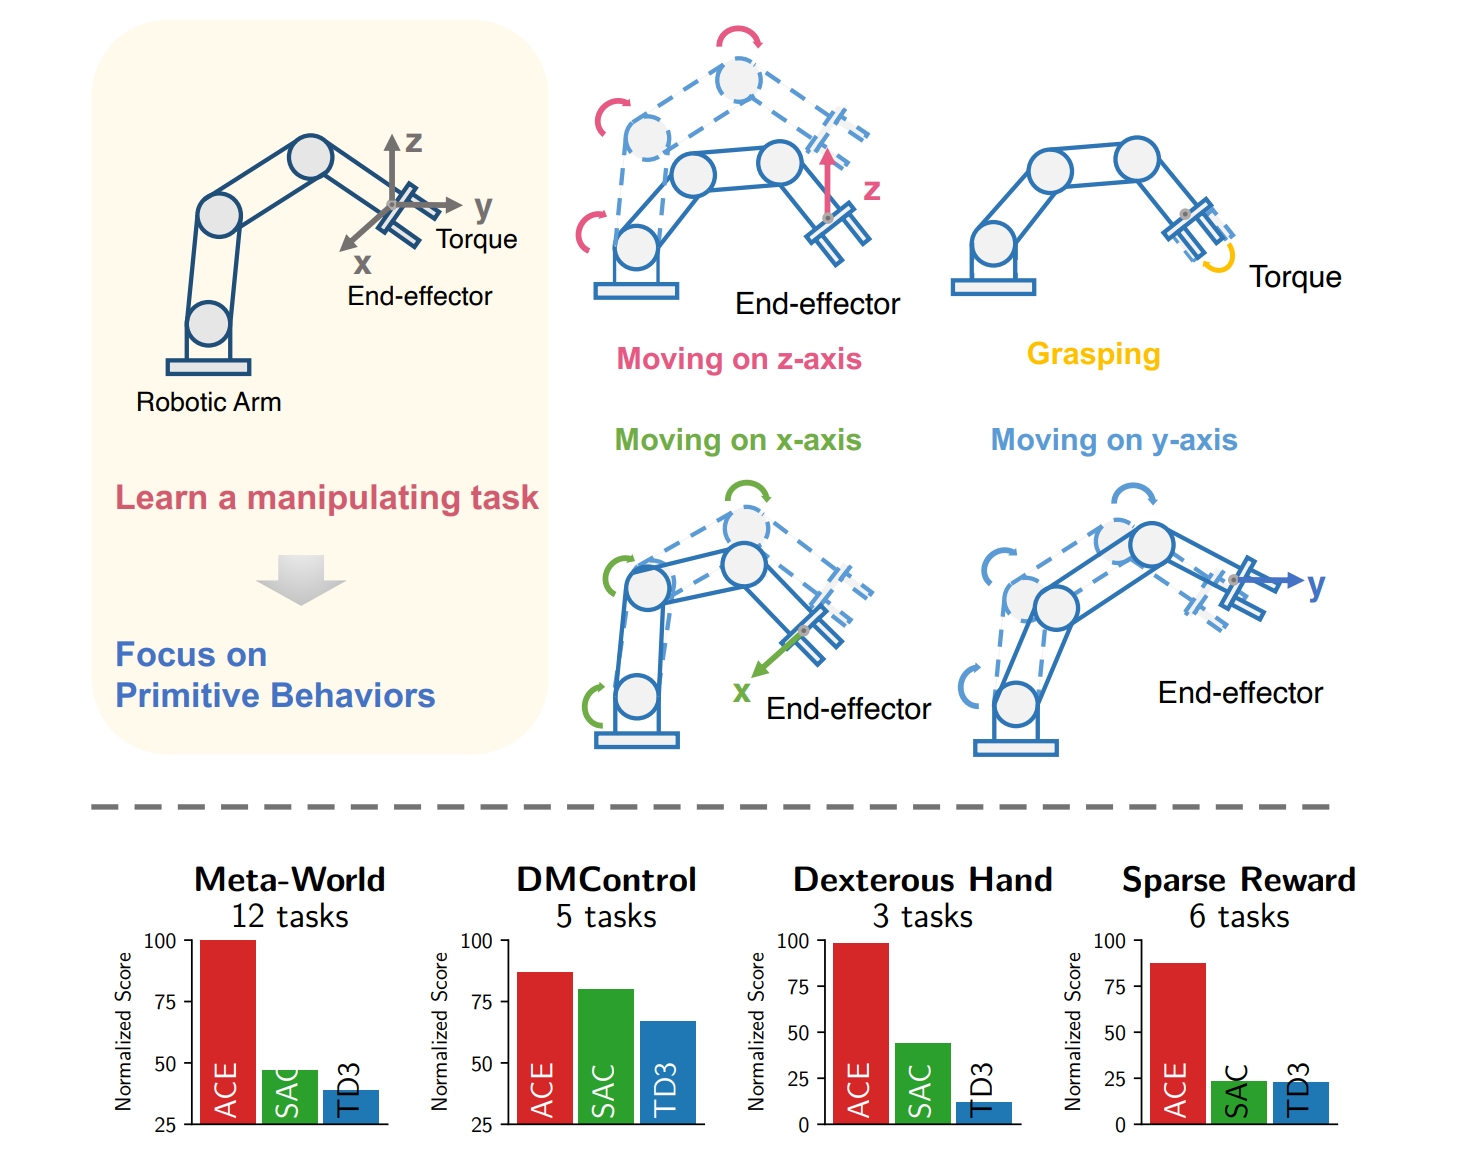 z
y
Torque
x
End-effector
Robotic Arm
Learn a manipulating task
Focus on
Primitive Behaviors
z
End-effector
Moving on z-axis
Torque
Grasping
Moving on x-axis
x
End-effector
Moving on y-axis
y
End-effector
Meta-World
12 tasks
Normalized Score
100
75
50
25
ACE
SAC
TD3
DMControl
5 tasks
Normalized Score
100
75
50
25
ACE
SAC
TD3
Dexterous Hand
3 tasks
Normalized Score
100
75
50
25
0
ACE
SAC
TD3
Sparse Reward
6 tasks
Normalized Score
100
75
50
25
0
ACE
SAC
TD3